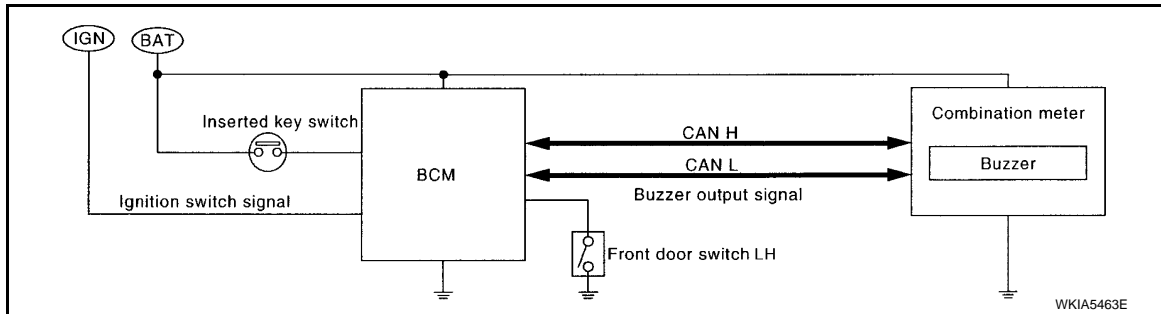 IGN
BAT
Inserted key switch
Ignition switch signal
BCM
CAN H
CAN L
Buzzer output signal
Front door switch LH
Combination meter
Buzzer
WKIA5463E